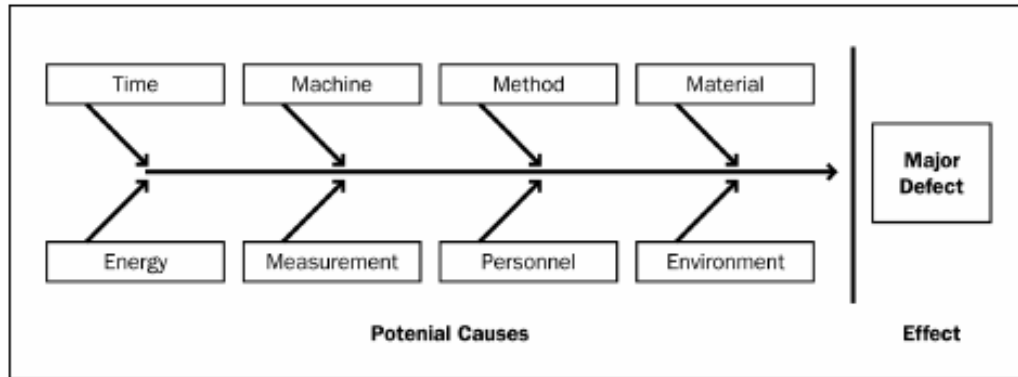 Time
Machine
Method
Material
Major
Defect
Energy
Measurement
Personnel
Environment
Potenial Causes
Effect